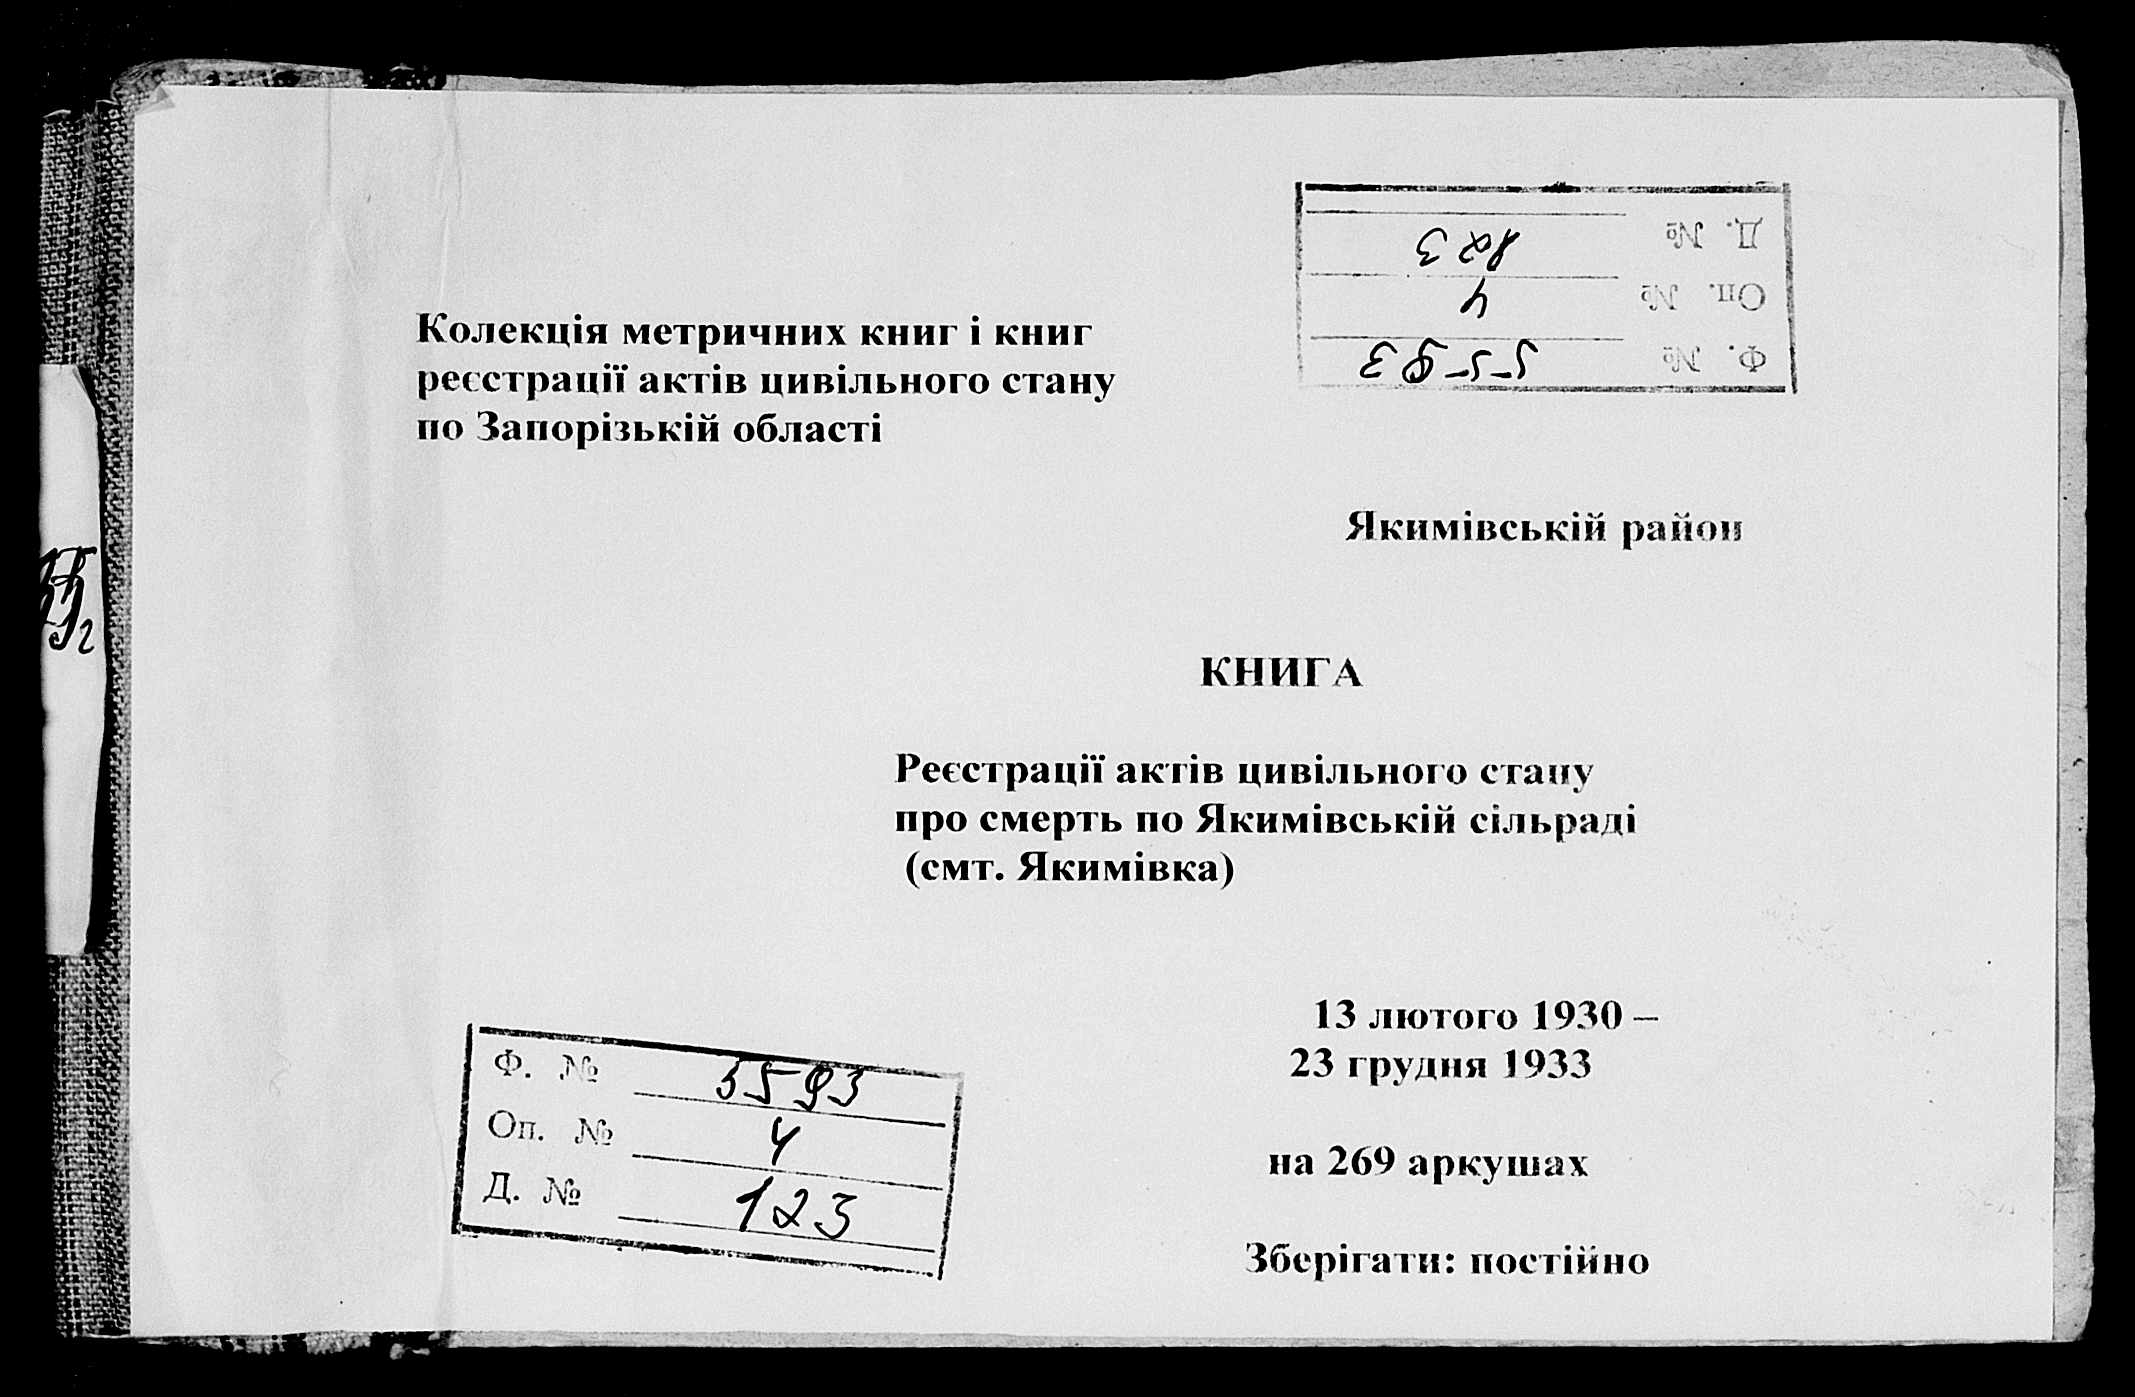 Д. № 123
Оп. № 4
Ф. № 5593
Колекція метричних книг і книг
реєстрації актів цивільного стану
по Запорізькій області
Якимівській район
КНИГА
Реєстрації актів цивільного стану
про смерть по Якимівській сільраді
(смт. Якимівка)
13 лютого 1930 –
23 грудня 1933
на 269 аркушах
Зберігати: постійно
Ф. № 5593
Оп. № 4
Д. № 123